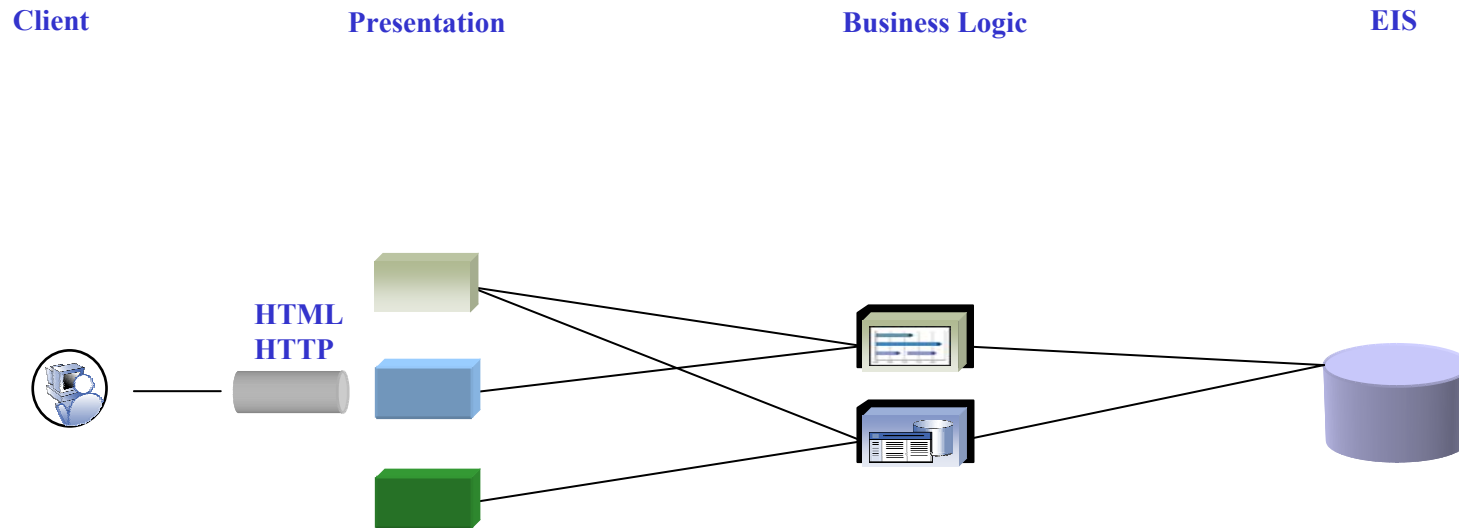 Client
Presentation
Business Logic
EIS
HTML
HTTP